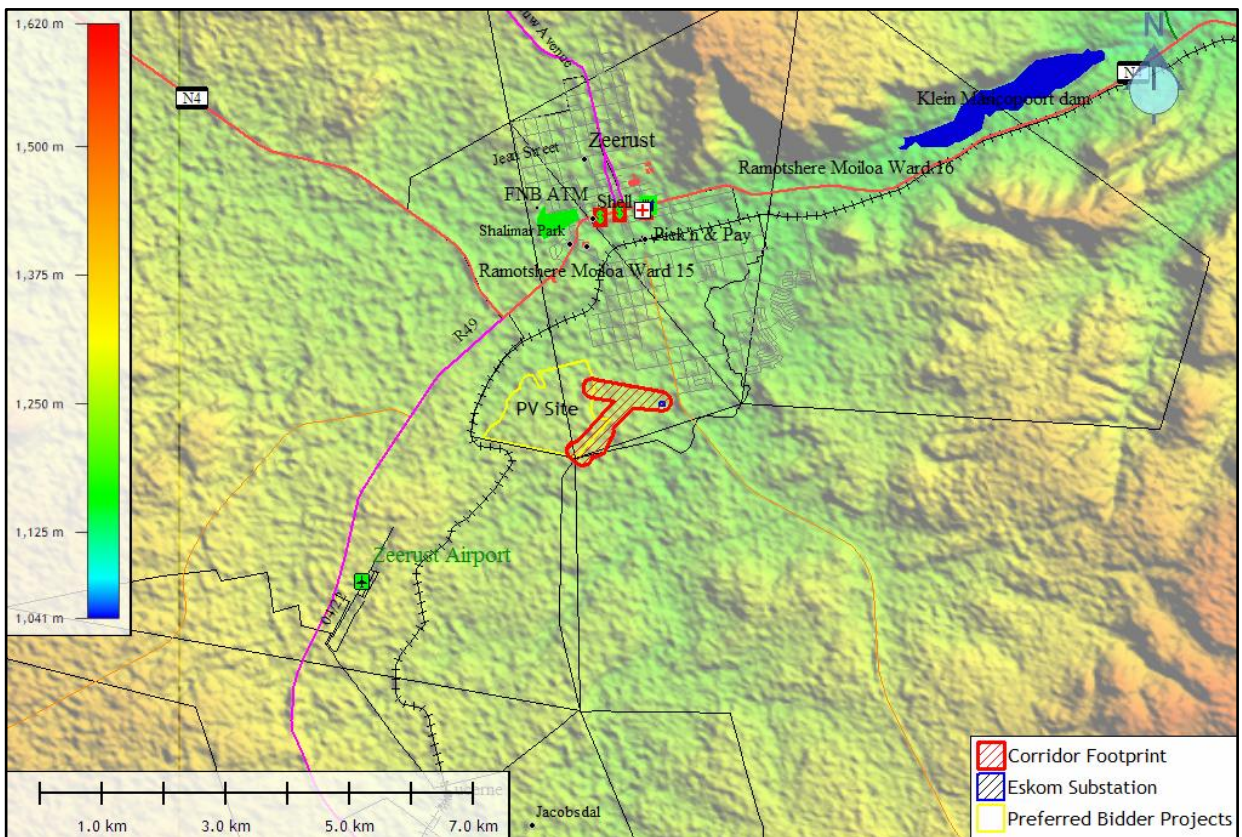 1,620 m
1,500 m
1,375 m
1,250 m
1,125 m
1,041 m
N
N4
N4
Klein Maricopoort dam
Zeerust
Jean Street
Ramotshere Moiloa Ward 16
FNB ATM
Shell
Shalimar Park
Pick'n & Pay
Ramotshere Moiloa Ward 15
R49
PV Site
Zeerust Airport
04/21
Jacobsdal
1.0 km
3.0 km
5.0 km
7.0 km
Corridor Footprint
Eskom Substation
Preferred Bidder Projects
Avenue